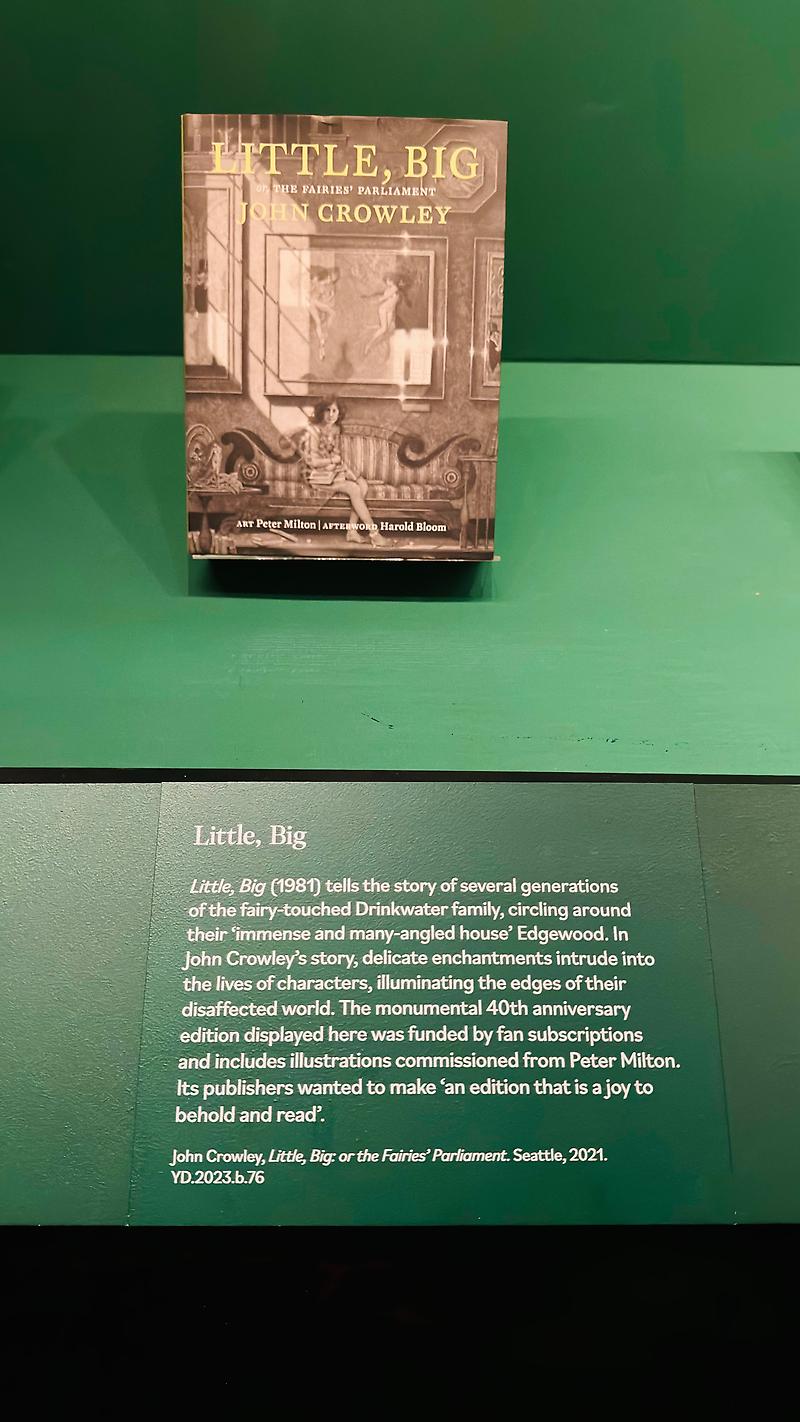 LITTLE, BIG
or, THE FAIRIES' PARLIAMENT
JOHN CROWLEY
ART Peter Milton | AFTERWORD Harold Bloom
Little, Big
Little, Big (1981) tells the story of several generations
of the fairy-touched Drinkwater family, circling around
their ‘immense and many-angled house’ Edgewood. In
John Crowley’s story, delicate enchantments intrude into
the lives of characters, illuminating the edges of their
disaffected world. The monumental 40th anniversary
edition displayed here was funded by fan subscriptions
and includes illustrations commissioned from Peter Milton.
Its publishers wanted to make ‘an edition that is a joy to
behold and read’.
John Crowley, Little, Big: or the Fairies’ Parliament. Seattle, 2021.
YD.2023.b.76